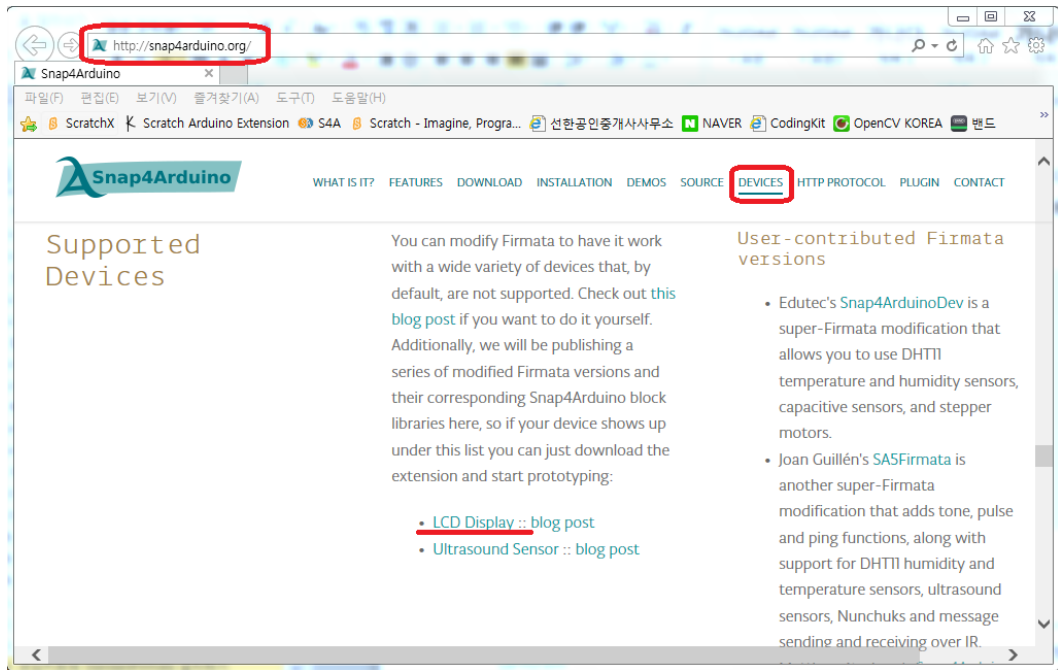 http://snap4arduino.org/
Snap4Arduino ×
파일(F) 편집(E) 보기(V) 즐겨찾기(A) 도구(T) 도움말(H)
ScratchX Scratch Arduino Extension S4A Scratch - Imagine, Progra... 선한공인중개사사무소 NAVER CodingKit OpenCV KOREA 밴드 »
Snap4Arduino
WHAT IS IT? FEATURES DOWNLOAD INSTALLATION DEMOS SOURCE DEVICES HTTP PROTOCOL PLUGIN CONTACT
Supported
Devices
You can modify Firmata to have it work
with a wide variety of devices that, by
default, are not supported. Check out this
blog post if you want to do it yourself.
Additionally, we will be publishing a
series of modified Firmata versions and
their corresponding Snap4Arduino block
libraries here, so if your device shows up
under this list you can just download the
extension and start prototyping:
• LCD Display :: blog post
• Ultrasound Sensor :: blog post
User-contributed Firmata
versions
• Edutec's Snap4ArduinoDev is a
super-Firmata modification that
allows you to use DHT11
temperature and humidity sensors,
capacitive sensors, and stepper
motors.
• Joan Guillén's SA5Firmata is
another super-Firmata
modification that adds tone, pulse
and ping functions, along with
support for DHT11 humidity and
temperature sensors, ultrasound
sensors, Nunchuks and message
sending and receiving over IR.